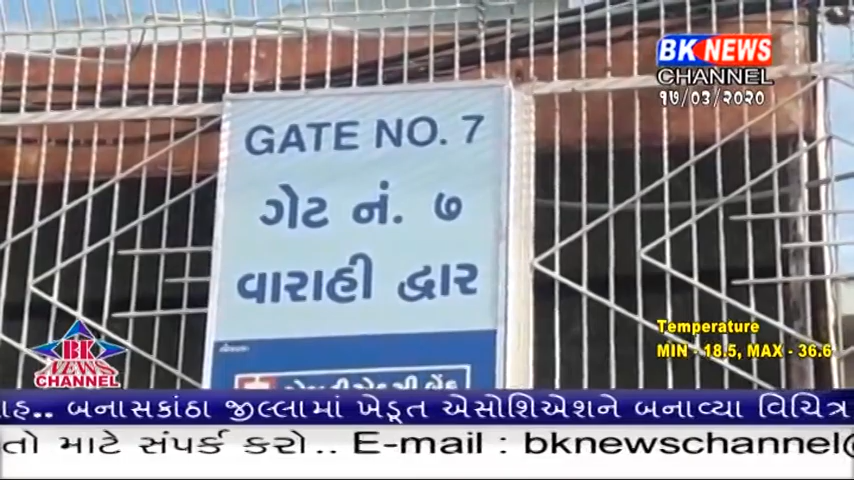 BK NEWS
CHANNEL
૧૭/૦૩/૨૦૨૦
GATE NO. 7
ગેટ નં. ૭
વારાહી દ્વાર
Temperature
MIN - 18.5, MAX - 36.6
BK
NEWS
CHANNEL
બનાસકાંઠા જીલ્લામાં ખેડૂત એસોશિએશને બનાવ્યા વિચિત્ર
માટે સંપર્ક કરો... E-mail : bknewschannel@